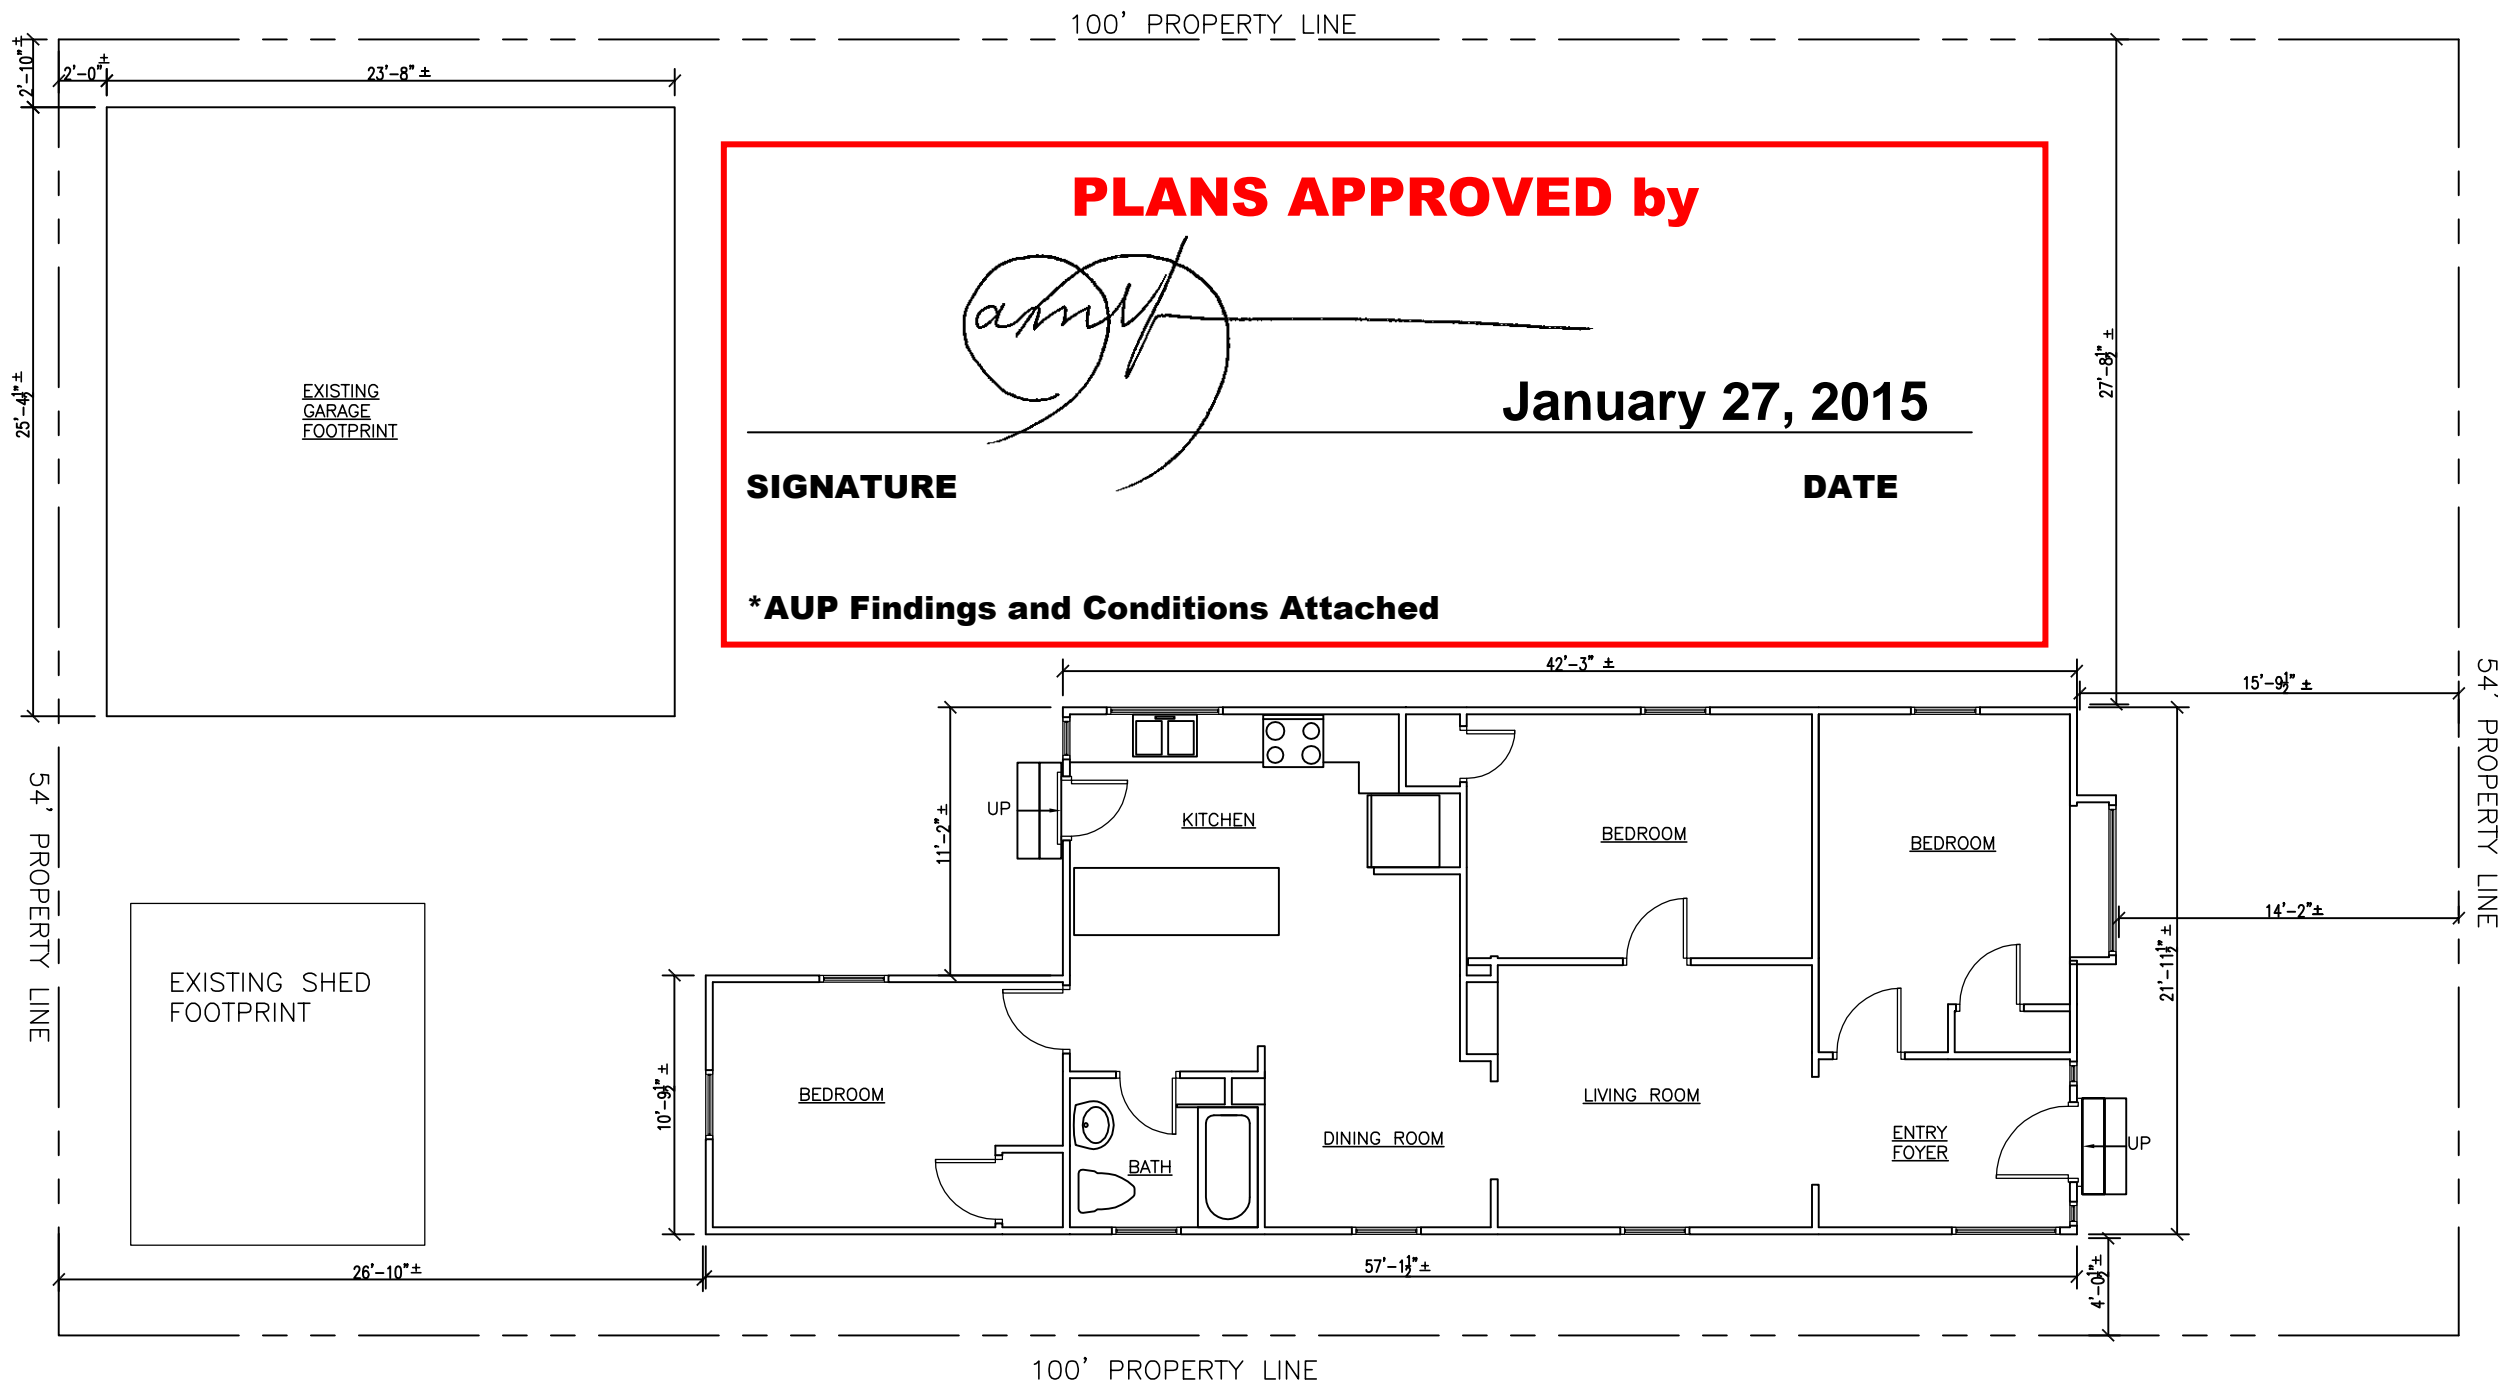 100' PROPERTY LINE
2'-10"±
2'-0"±
23'-8"±
PLANS APPROVED by
January 27, 2015
SIGNATURE
DATE
*AUP Findings and Conditions Attached
EXISTING
GARAGE
FOOTPRINT
25'-4½"±
27'-8½"±
42'-3" ±
15'-9½"±
54' PROPERTY LINE
54' PROPERTY LINE
11'-2"±
UP
KITCHEN
BEDROOM
BEDROOM
14'-2"±
21'-11½"±
EXISTING SHED
FOOTPRINT
10'-9½"±
BEDROOM
BATH
DINING ROOM
LIVING ROOM
ENTRY
FOYER
UP
26'-10"±
57'-1½"±
4'-0½"±
100' PROPERTY LINE